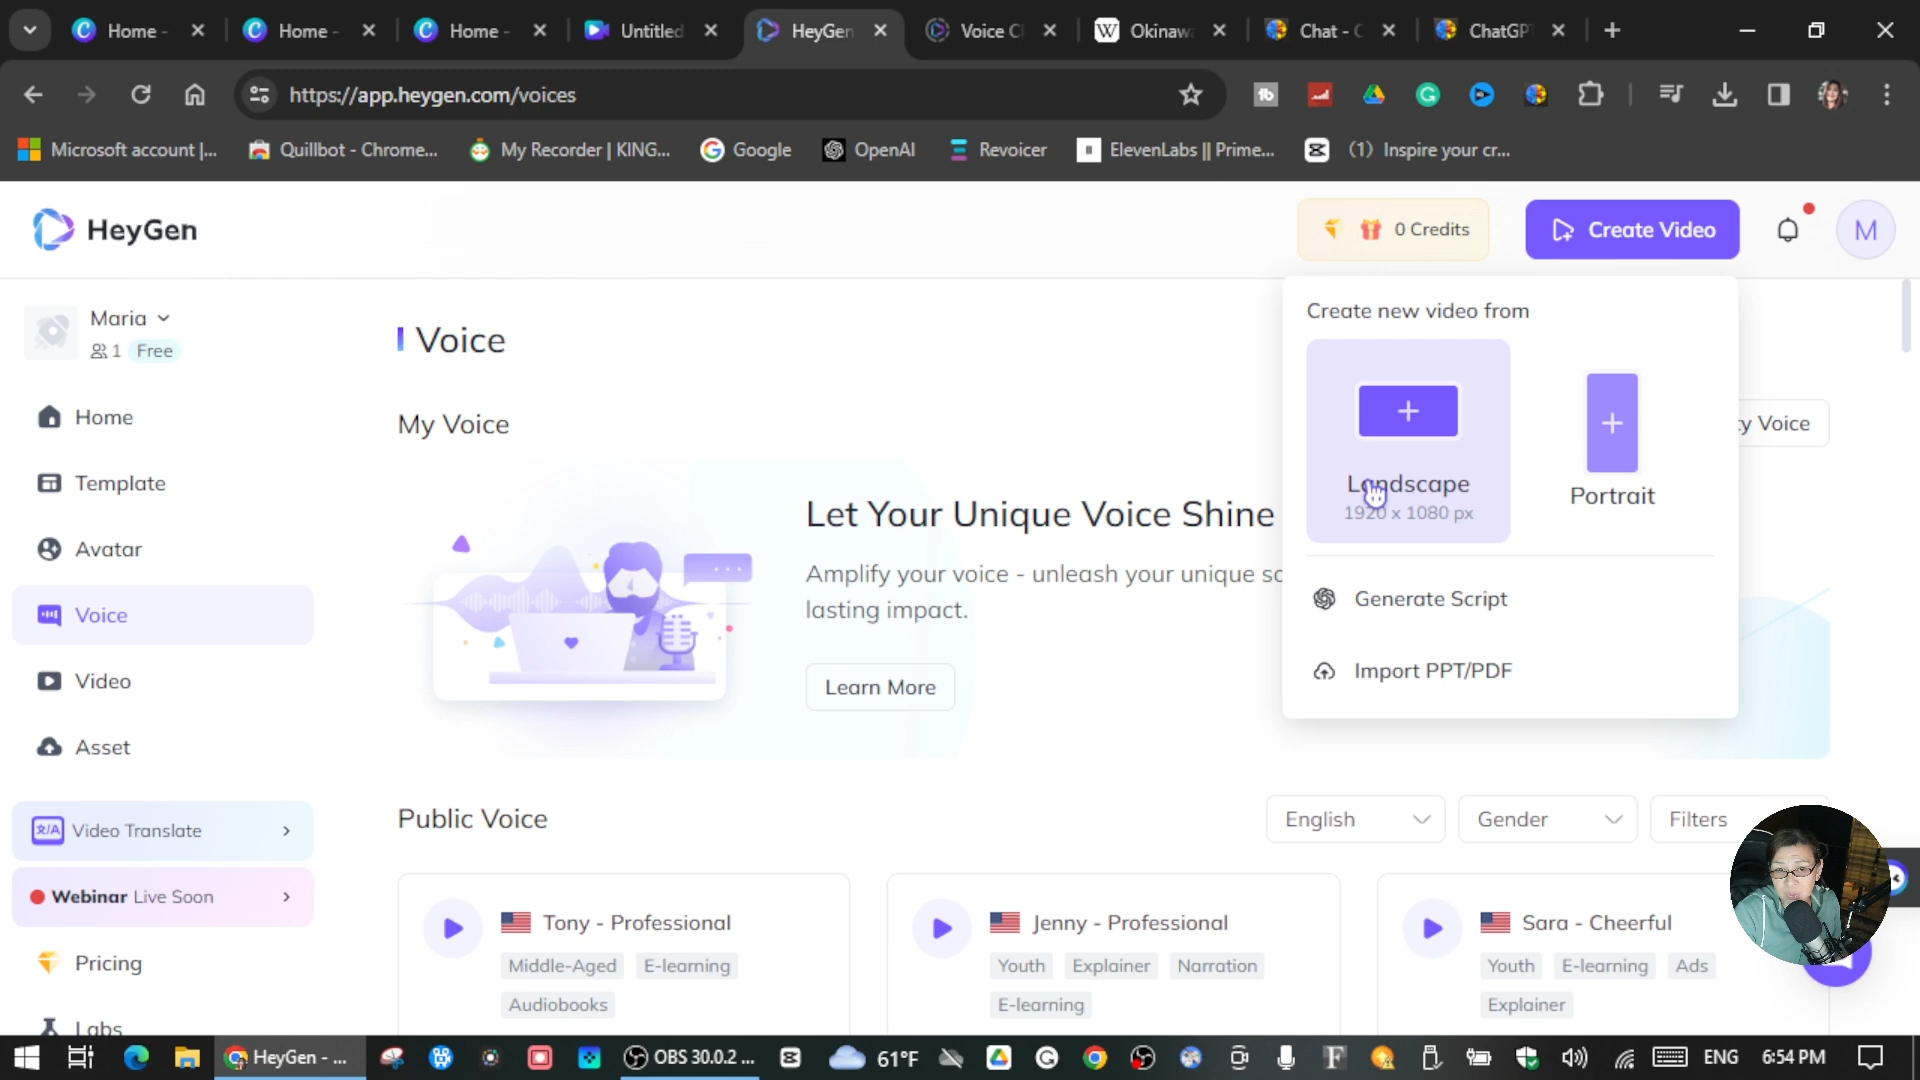 Home -
Home -
Home -
Untitled
HeyGen
Voice Cl
Okinawa
Chat - C
ChatGPT
https://app.heygen.com/voices
Microsoft account |...
Quillbot - Chrome...
My Recorder | KING...
Google
OpenAI
Revoicer
ElevenLabs || Prime...
(1) Inspire your cr...
HeyGen
0 Credits
Create Video
M
Maria
1 Free
Home
Template
Avatar
Voice
Video
Asset
Video Translate
Webinar Live Soon
Pricing
Labs
Voice
My Voice
Let Your Unique Voice Shine
Amplify your voice - unleash your unique so
lasting impact.
Learn More
Create new video from
Landscape
1920 x 1080 px
Portrait
Generate Script
Import PPT/PDF
ty Voice
Public Voice
English
Gender
Filters
Tony - Professional
Middle-Aged
E-learning
Audiobooks
Jenny - Professional
Youth
Explainer
Narration
E-learning
Sara - Cheerful
Youth
E-learning
Ads
Explainer
HeyGen - ...
OBS 30.0.2 ...
61°F
ENG
6:54 PM